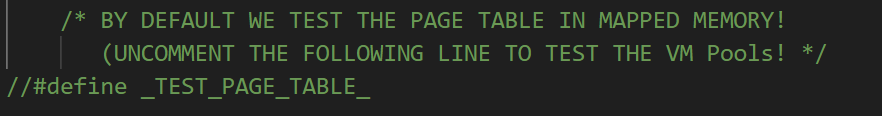 /* BY DEFAULT WE TEST THE PAGE TABLE IN MAPPED MEMORY!
(UNCOMMENT THE FOLLOWING LINE TO TEST THE VM Pools! */
//#define _TEST_PAGE_TABLE_